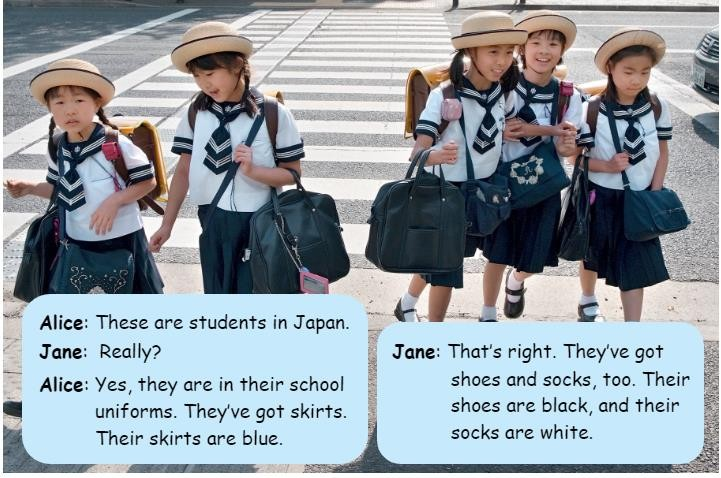 Alice: These are students in Japan.
Jane: Really?
Alice: Yes, they are in their school
uniforms. They’ve got skirts.
Their skirts are blue.
Jane: That’s right. They’ve got
shoes and socks, too. Their
shoes are black, and their
socks are white.